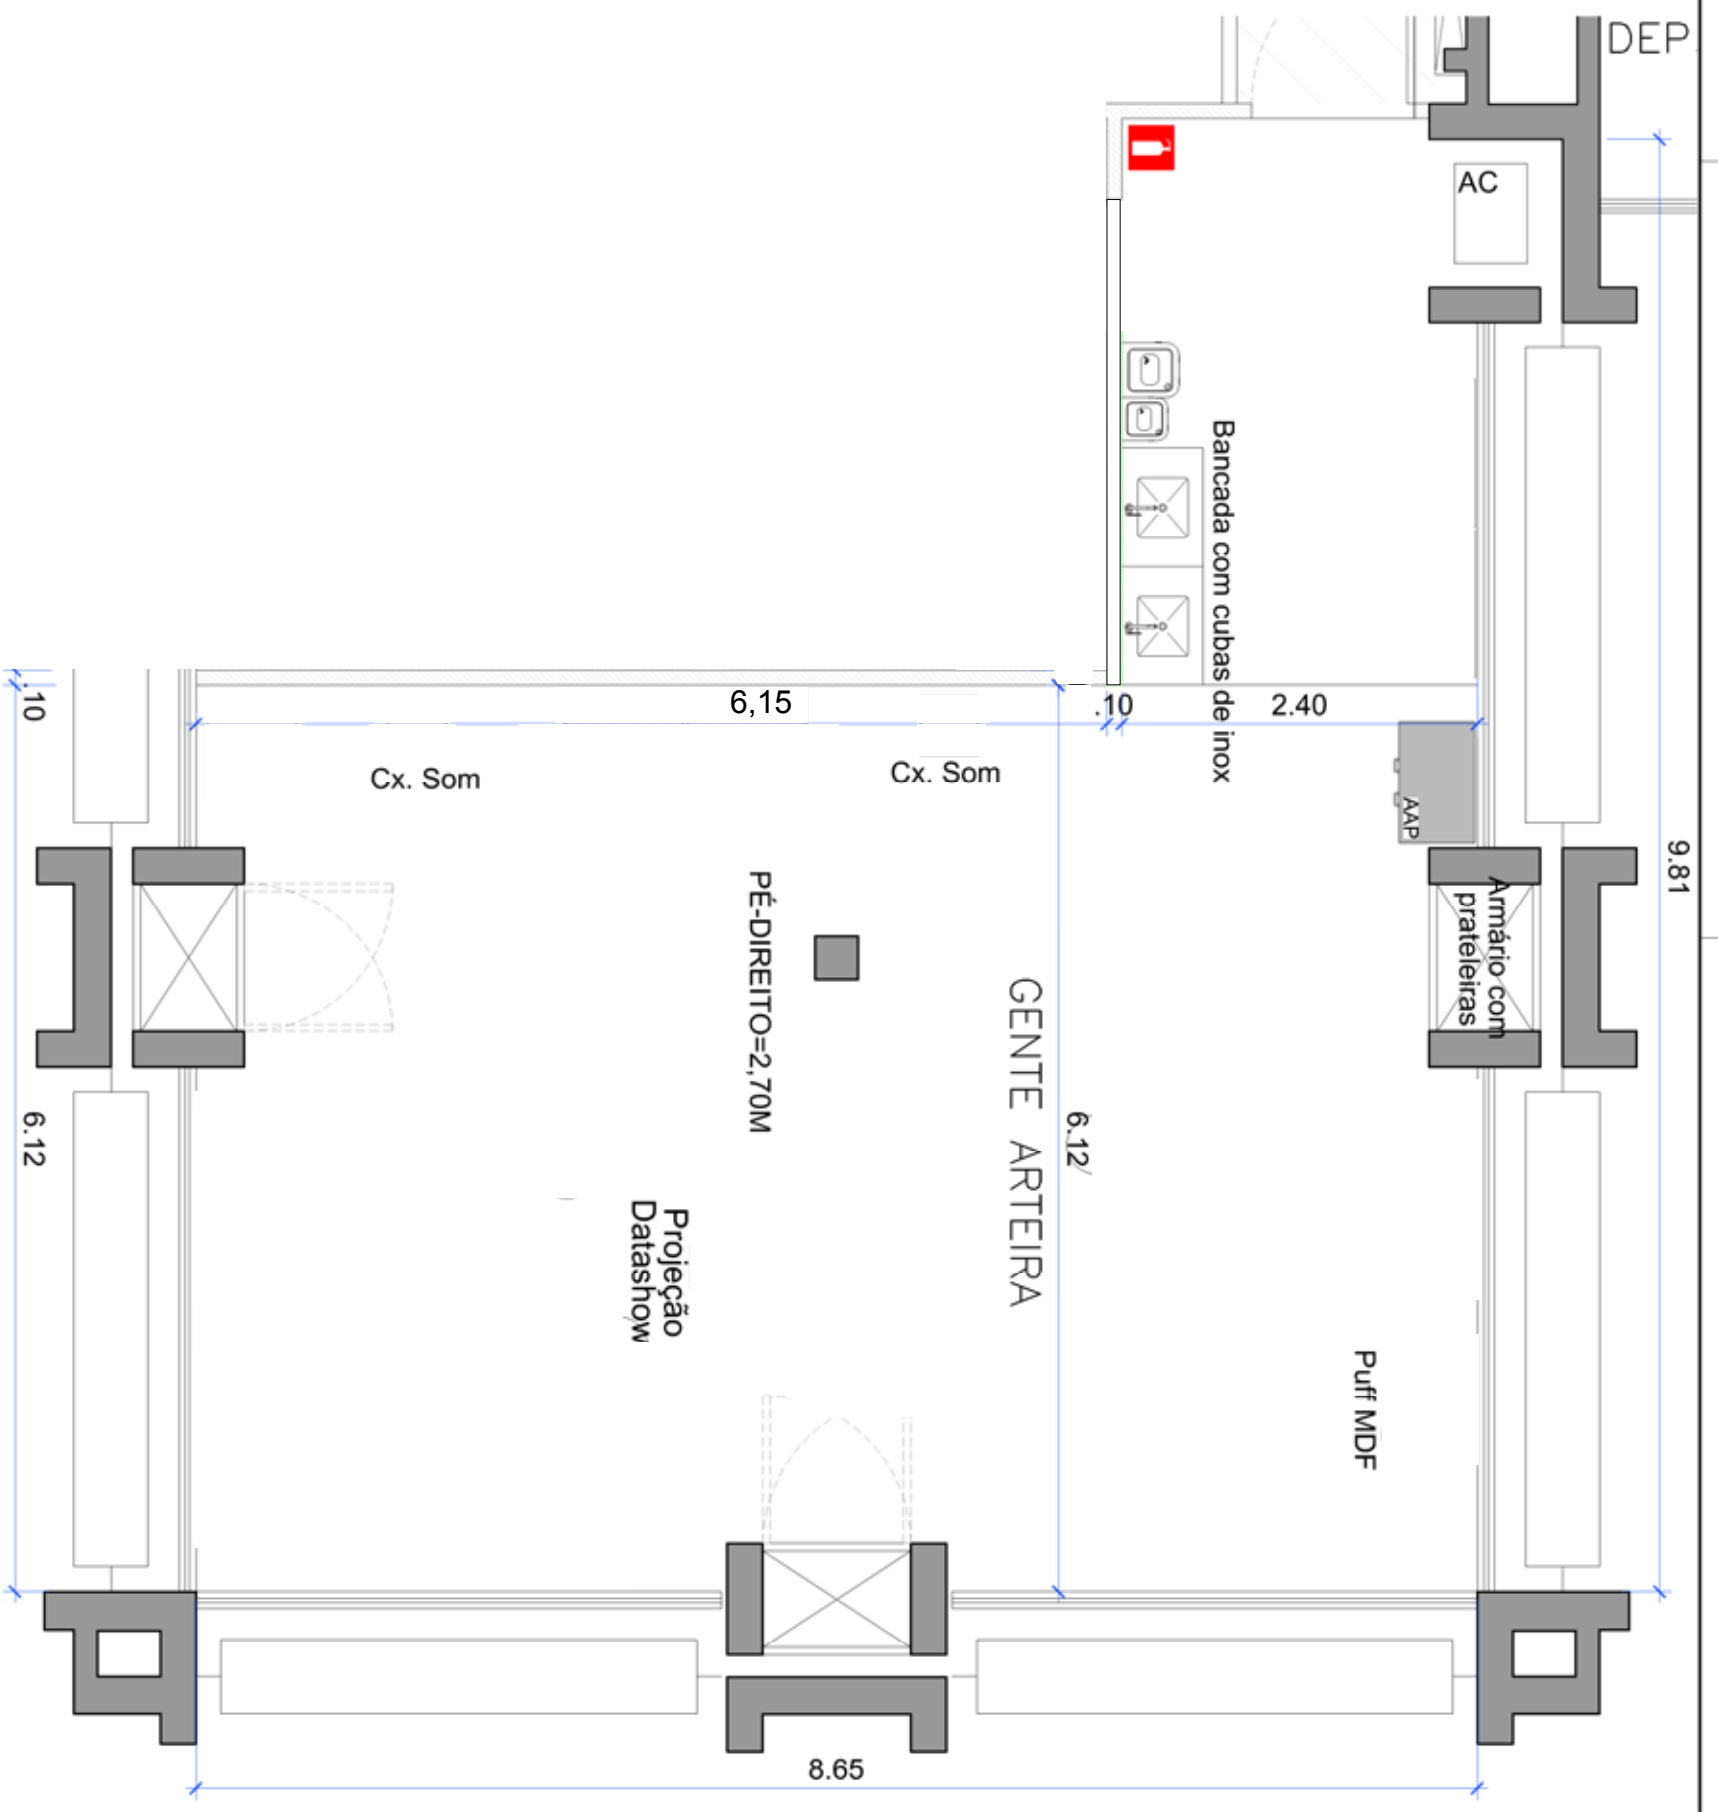 DEP
AC
Bancada com cubas de inox
.10
6,15
.10
2.40
Cx. Som
Cx. Som
AAP
9.81
Armário com
prateleiras
PÉ-DIREITO=2,70M
GENTE ARTEIRA
6.12
6.12
Projeção
Datashow
Puff MDF
8.65